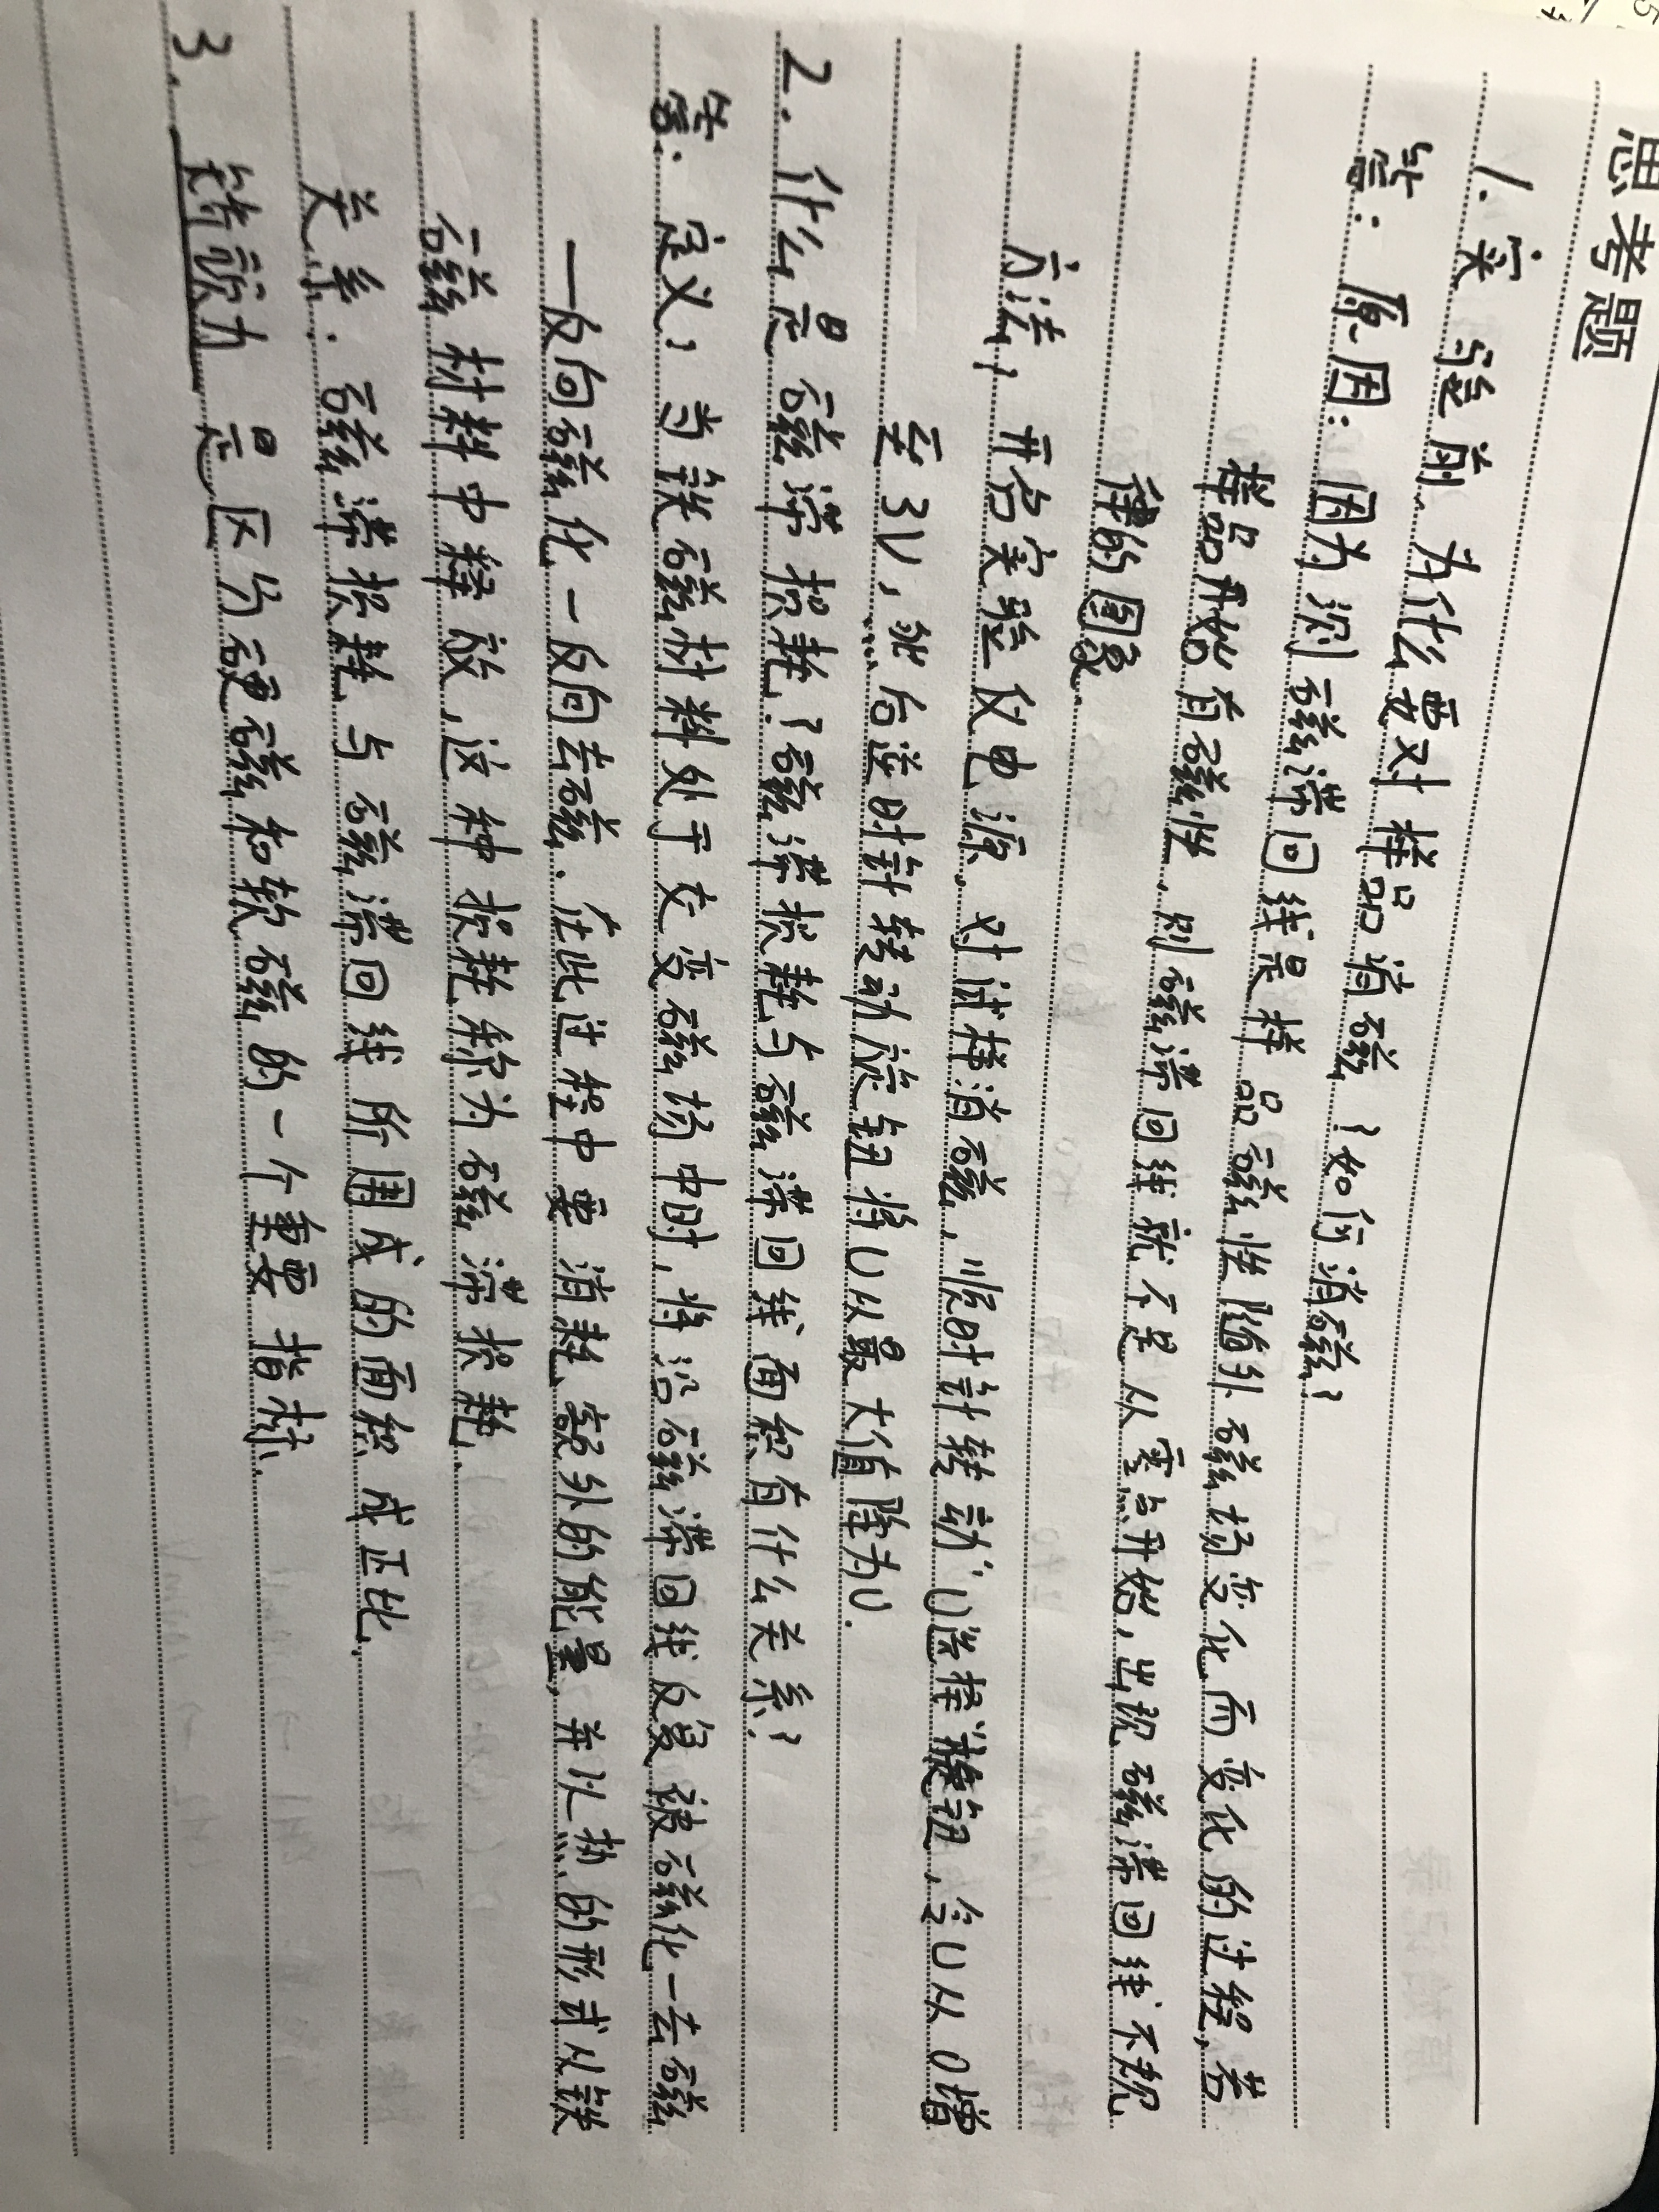 思考题
1. 实验前为什么要对样品消磁?如何消磁?
答:原因:因为测磁滞回线是样品磁性随外磁场变化而变化的过程,若
样品开始有磁性,则磁滞回线就不是从零点开始,出现磁滞回线不规
律的图象.
方法:开启实验仪电源,对试样消磁,顺时针转动“U选择”旋钮,令U从0增
至3V,然后逆时针转动旋钮将U从最大值降为0.
2. 什么是磁滞损耗?磁滞损耗与磁滞回线面积有什么关系?
答:定义:当铁磁材料处于交变磁场中时,将沿磁滞回线反复被磁化—去磁
—反向磁化—反向去磁.在此过程中要消耗额外的能量,并以热的形式从铁
磁材料中释放,这种损耗称为磁滞损耗.
关系:磁滞损耗与磁滞回线所围成的面积成正比.
3. 矫顽力 是区分硬磁和软磁的一个重要指标.